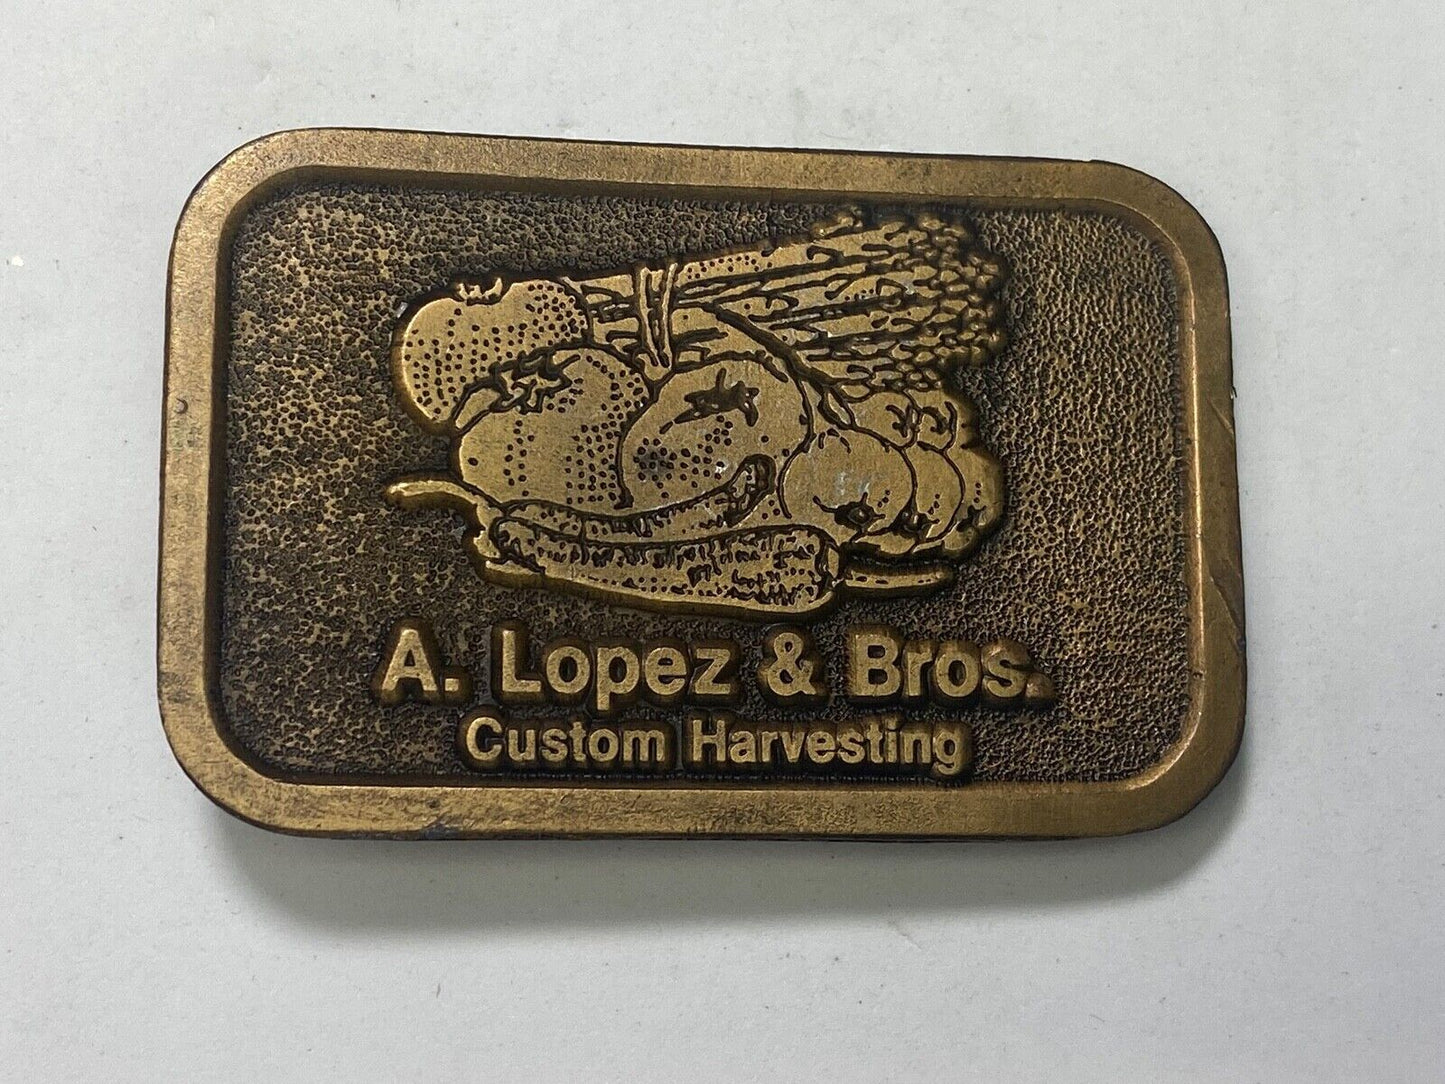 A. Lopez & Bros.
Custom Harvesting